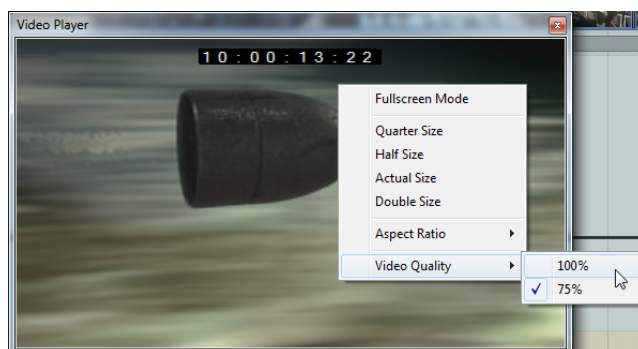 Video Player
10:00:13:22
Fullscreen Mode
Quarter Size
Half Size
Actual Size
Double Size
Aspect Ratio
Video Quality
100%
✓ 75%